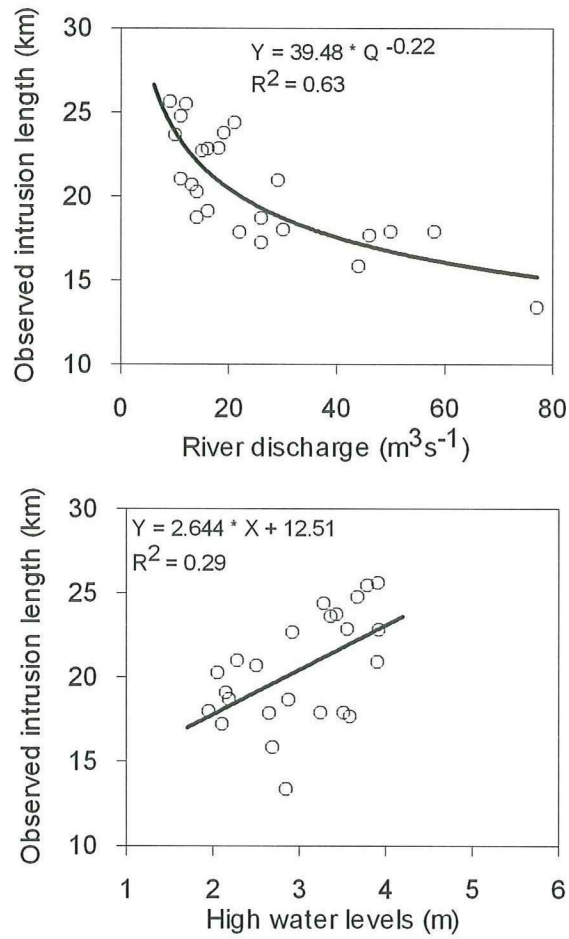 Observed intrusion length (km)
30
25
20
15
10
Y = 39.48 * Q -0.22
R2 = 0.63
0 20 40 60 80
River discharge (m3s-1)
Observed intrusion length (km)
30
25
20
15
10
Y = 2.644 * X + 12.51
R2 = 0.29
1 2 3 4 5 6
High water levels (m)